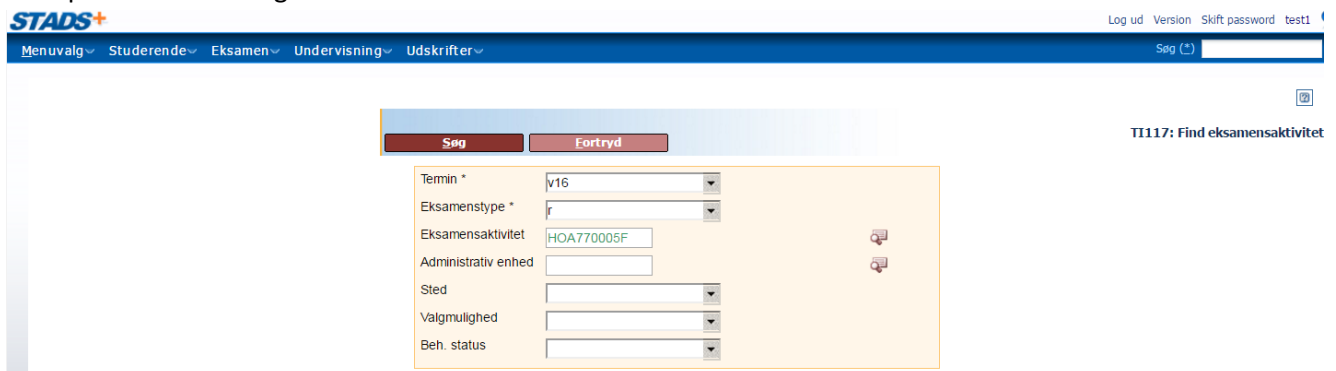 STADS+
Log ud Version Skift password test1
Menuvalg Studerende Eksamen Undervisning Udskrifter
Søg (*)
TI117: Find eksamensaktivitet
Søg Fortryd
Termin * v16
Eksamenstype * r
Eksamensaktivitet HOA770005F
Administrativ enhed
Sted
Valgmulighed
Beh. status